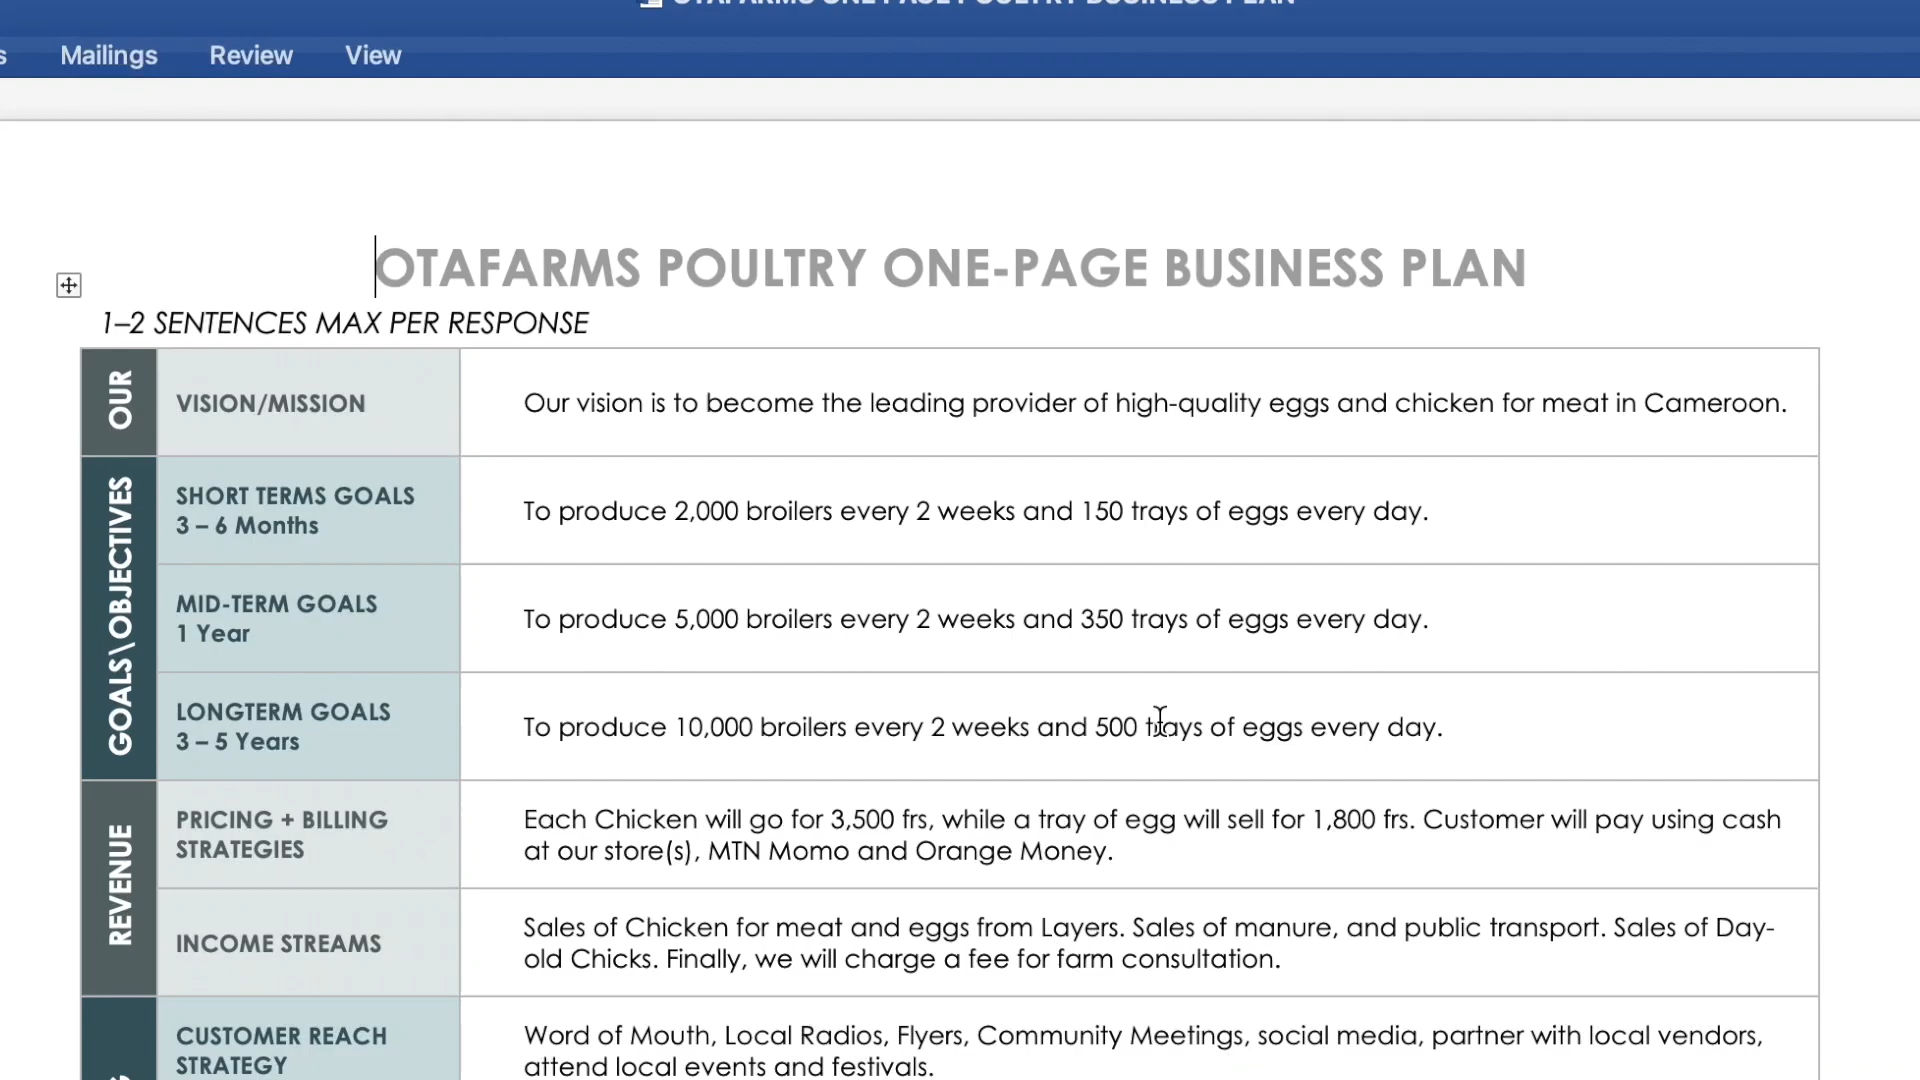 OTAFARMS ONE PAGE POULTRY BUSINESS PLAN
Mailings Review View
OTAFARMS POULTRY ONE-PAGE BUSINESS PLAN
1–2 SENTENCES MAX PER RESPONSE
OUR
VISION/MISSION
Our vision is to become the leading provider of high-quality eggs and chicken for meat in Cameroon.
GOALS\OBJECTIVES
SHORT TERMS GOALS
3 – 6 Months
To produce 2,000 broilers every 2 weeks and 150 trays of eggs every day.
MID-TERM GOALS
1 Year
To produce 5,000 broilers every 2 weeks and 350 trays of eggs every day.
LONGTERM GOALS
3 – 5 Years
To produce 10,000 broilers every 2 weeks and 500 trays of eggs every day.
REVENUE
PRICING + BILLING
STRATEGIES
Each Chicken will go for 3,500 frs, while a tray of egg will sell for 1,800 frs. Customer will pay using cash
at our store(s), MTN Momo and Orange Money.
INCOME STREAMS
Sales of Chicken for meat and eggs from Layers. Sales of manure, and public transport. Sales of Day-
old Chicks. Finally, we will charge a fee for farm consultation.
CUSTOMER REACH
STRATEGY
Word of Mouth, Local Radios, Flyers, Community Meetings, social media, partner with local vendors,
attend local events and festivals.